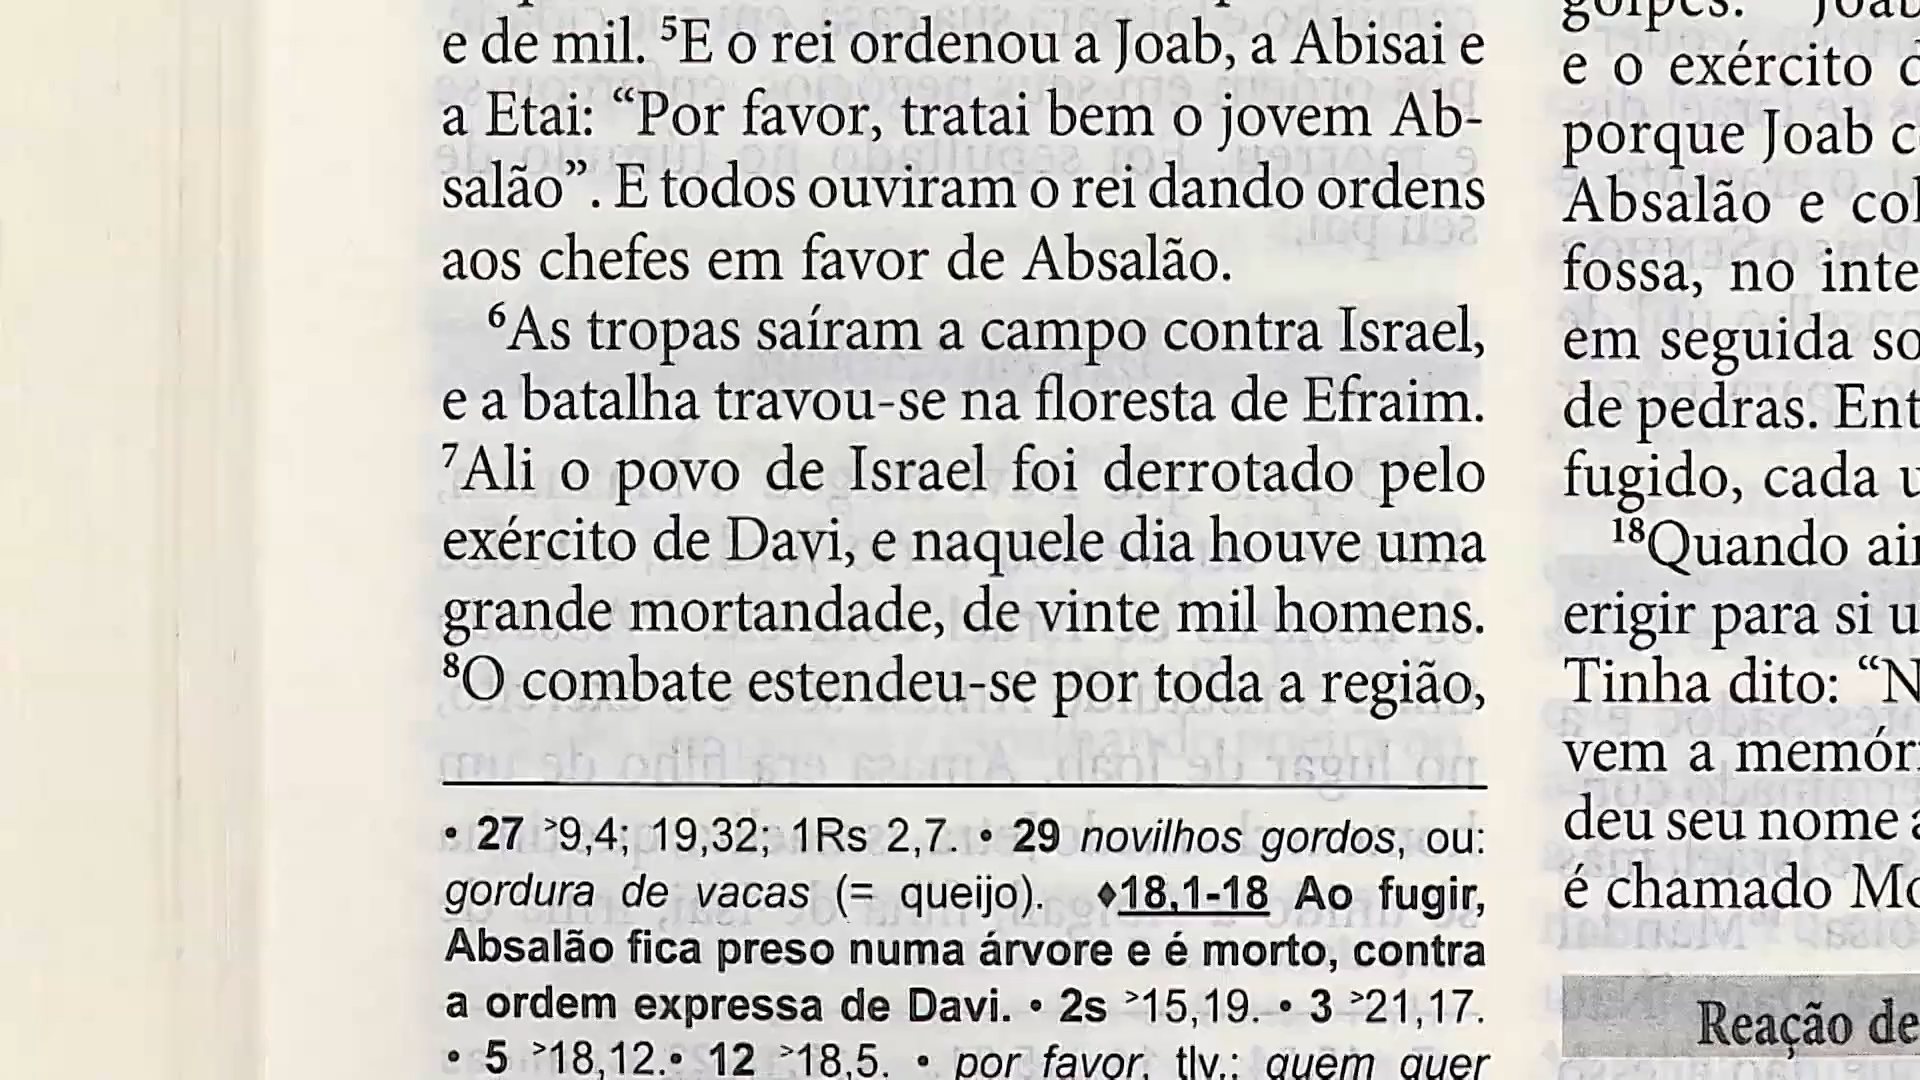 e de mil. ⁵E o rei ordenou a Joab, a Abisai e
a Etai: “Por favor, tratai bem o jovem Ab-
salão”. E todos ouviram o rei dando ordens
aos chefes em favor de Absalão.
⁶As tropas saíram a campo contra Israel,
e a batalha travou-se na floresta de Efraim.
⁷Ali o povo de Israel foi derrotado pelo
exército de Davi, e naquele dia houve uma
grande mortandade, de vinte mil homens.
⁸O combate estendeu-se por toda a região,
• 27 >9,4; 19,32; 1Rs 2,7. • 29 novilhos gordos, ou:
gordura de vacas (= queijo). ♦18,1-18 Ao fugir,
Absalão fica preso numa árvore e é morto, contra
a ordem expressa de Davi. • 2s >15,19. • 3 >21,17.
• 5 >18,12.• 12 >18,5. • por favor, tlv.: quem quer
golpes.
e o exército
porque Joab
Absalão e
fossa, no
em seguida
de pedras.
fugido, cada
¹⁸Quando
erigir para si
Tinha dito:
vem a
deu seu nome
é chamado
Reação de